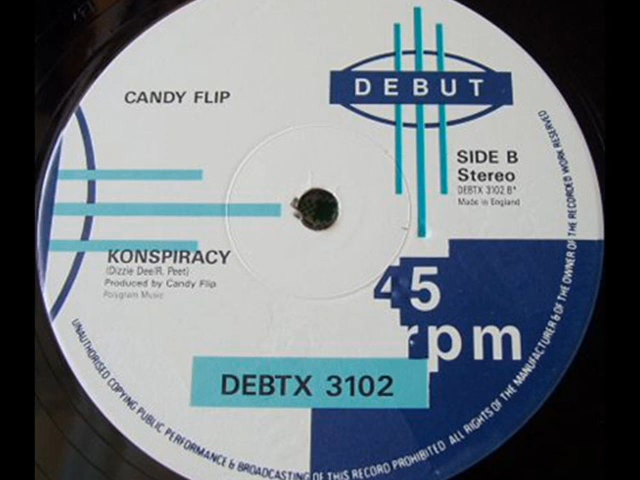 CANDY FLIP
DEBUT
SIDE B
Stereo
DEBTX 3102 B*
Made in England
KONSPIRACY
(Dizzie Dee/R. Peet)
Produced by Candy Flip
Polygram Music
45
rpm
DEBTX 3102
UNAUTHORISED COPYING PUBLIC PERFORMANCE & BROADCASTING OF THIS RECORD PROHIBITED ALL RIGHTS OF THE MANUFACTURER & OF THE OWNER OF THE RECORDED WORK RESERVED